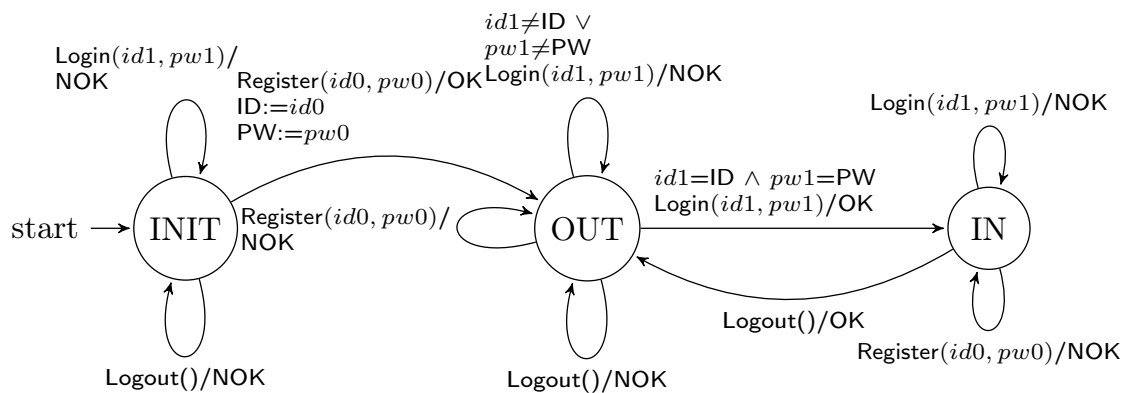 Login(id1, pw1)/
NOK
Register(id0, pw0)/OK
ID:=id0
PW:=pw0
id1≠ID ∨
pw1≠PW
Login(id1, pw1)/NOK
Login(id1, pw1)/NOK
id1=ID ∧ pw1=PW
Login(id1, pw1)/OK
start
INIT
Register(id0, pw0)/
NOK
OUT
IN
Logout()/OK
Logout()/NOK
Logout()/NOK
Register(id0, pw0)/NOK